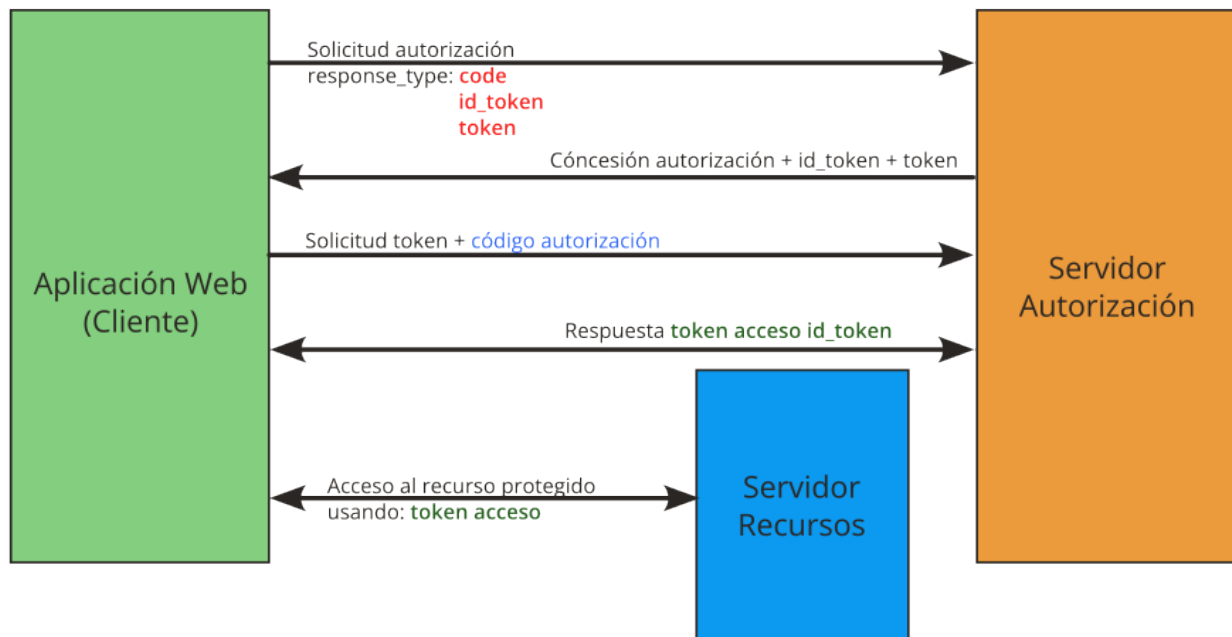 Solicitud autorización
response_type: code
id_token
token
Cóncesión autorización + id_token + token
Solicitud token + código autorización
Aplicación Web
(Cliente)
Servidor
Autorización
Respuesta token acceso id_token
Acceso al recurso protegido
usando: token acceso
Servidor
Recursos